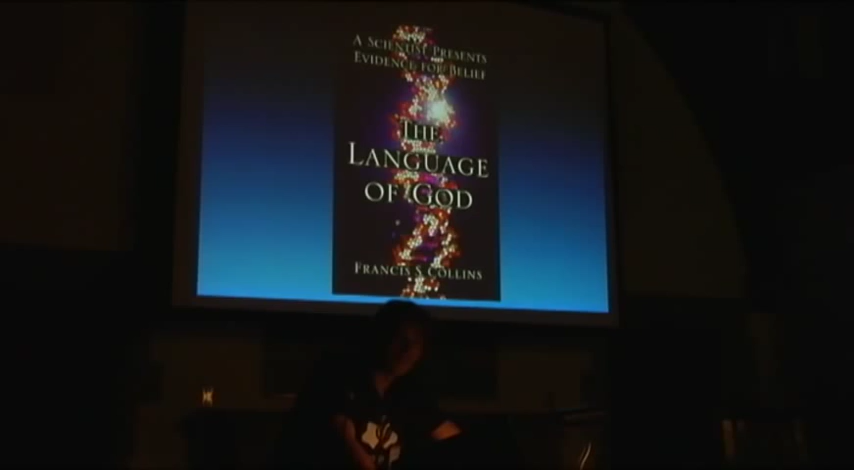 A SCIENTIST PRESENTS
EVIDENCE FOR BELIEF
THE
LANGUAGE
OF GOD
FRANCIS S. COLLINS